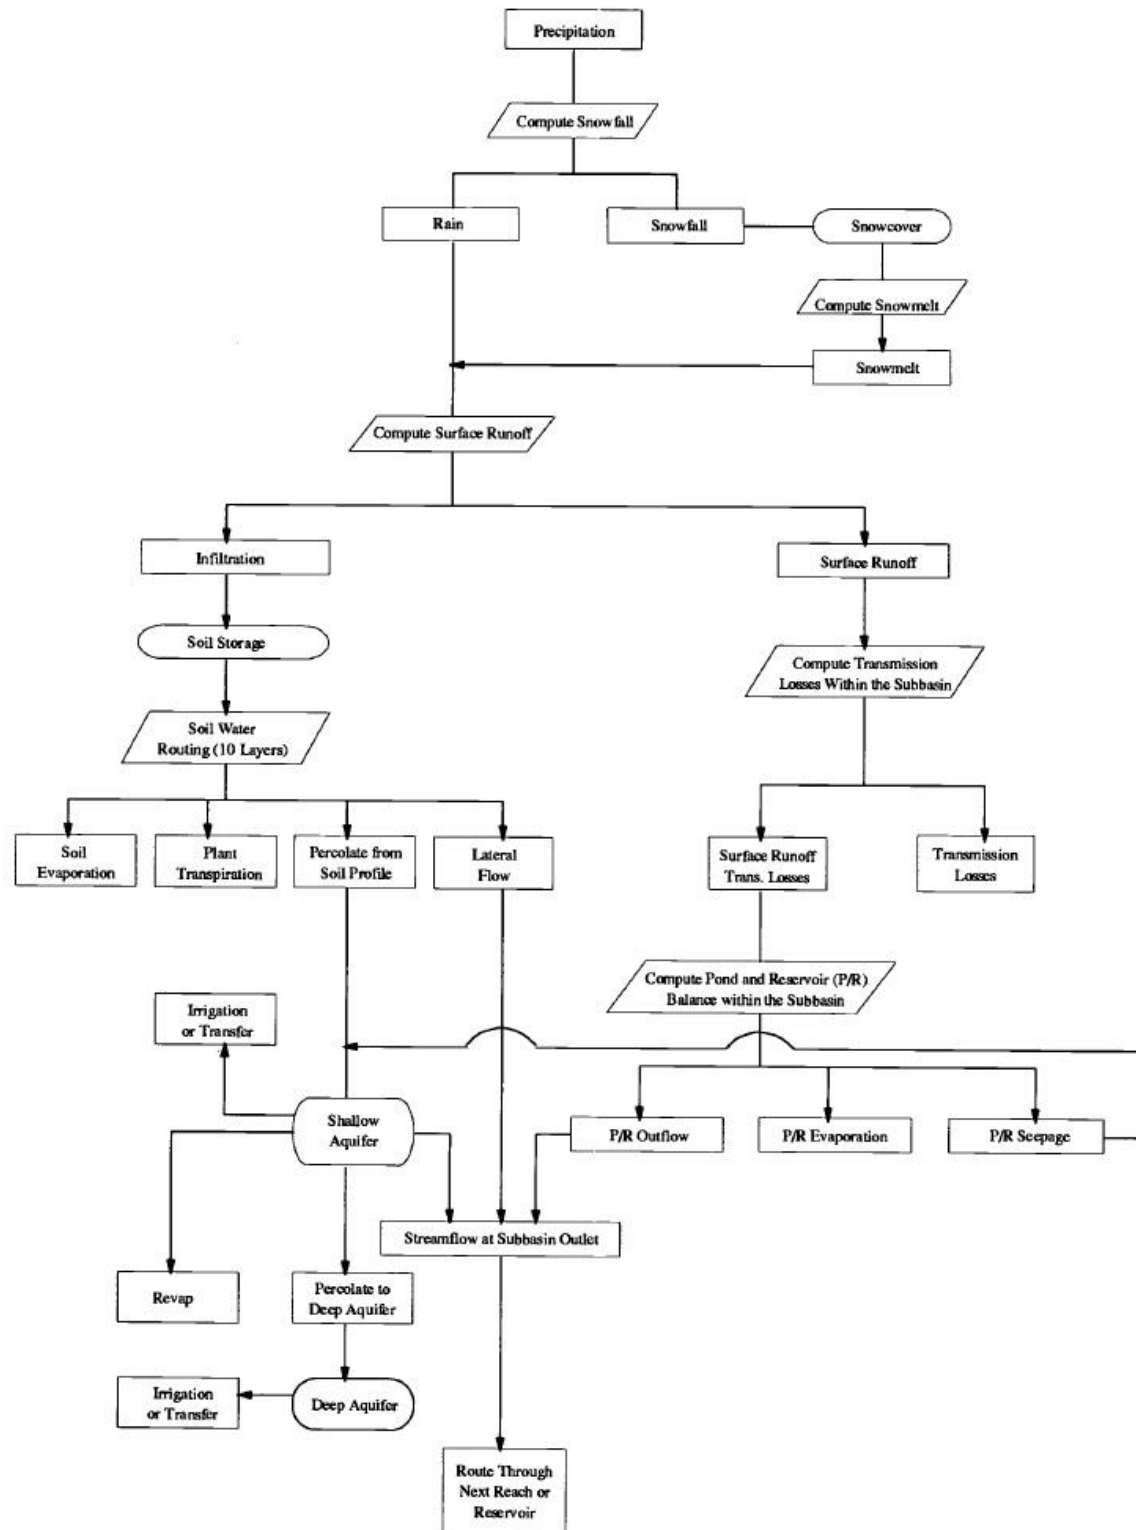 Precipitation
Compute Snowfall
Rain
Snowfall
Snowcover
Compute Snowmelt
Snowmelt
Compute Surface Runoff
Infiltration
Surface Runoff
Soil Storage
Compute Transmission
Losses Within the Subbasin
Soil Water
Routing (10 Layers)
Soil
Evaporation
Plant
Transpiration
Percolate from
Soil Profile
Lateral
Flow
Surface Runoff
Trans. Losses
Transmission
Losses
Compute Pond and Reservoir (P/R)
Balance within the Subbasin
Irrigation
or Transfer
Shallow
Aquifer
P/R Outflow
P/R Evaporation
P/R Seepage
Streamflow at Subbasin Outlet
Revap
Percolate to
Deep Aquifer
Irrigation
or Transfer
Deep Aquifer
Route Through
Next Reach or
Reservoir